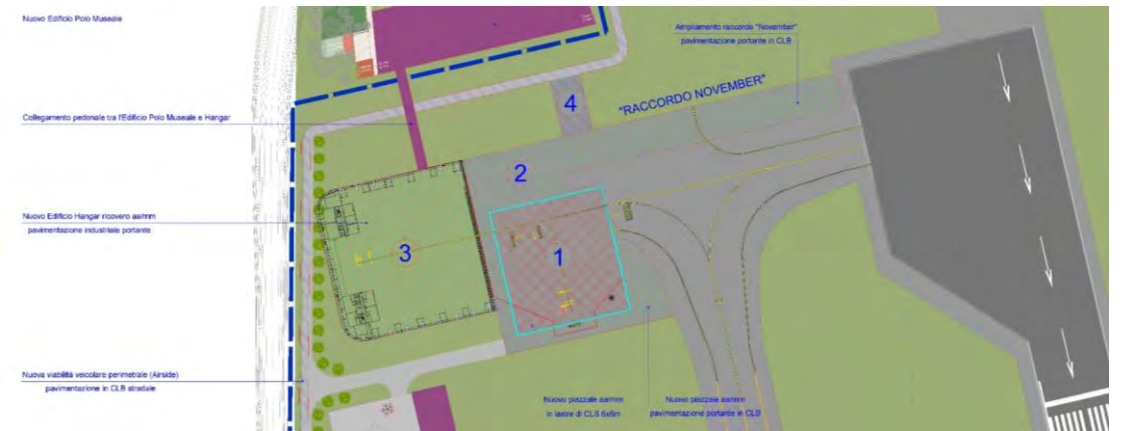 Nuovo Edificio Polo Museale
Ampliamento raccordo "November"
pavimentazione portante in CLB
4
"RACCORDO NOVEMBER"
Collegamento pedonale tra l'Edificio Polo Museale e Hangar
2
Nuovo Edificio Hangar ricovero aa/mm
pavimentazione industriale portante
3
1
Nuova viabilità veicolare perimetrale (Airside)
pavimentazione in CLB stradale
Nuovo piazzale aa/mm
in lastre di CLS 6x6m
Nuovo piazzale aa/mm
pavimentazione portante in CLB